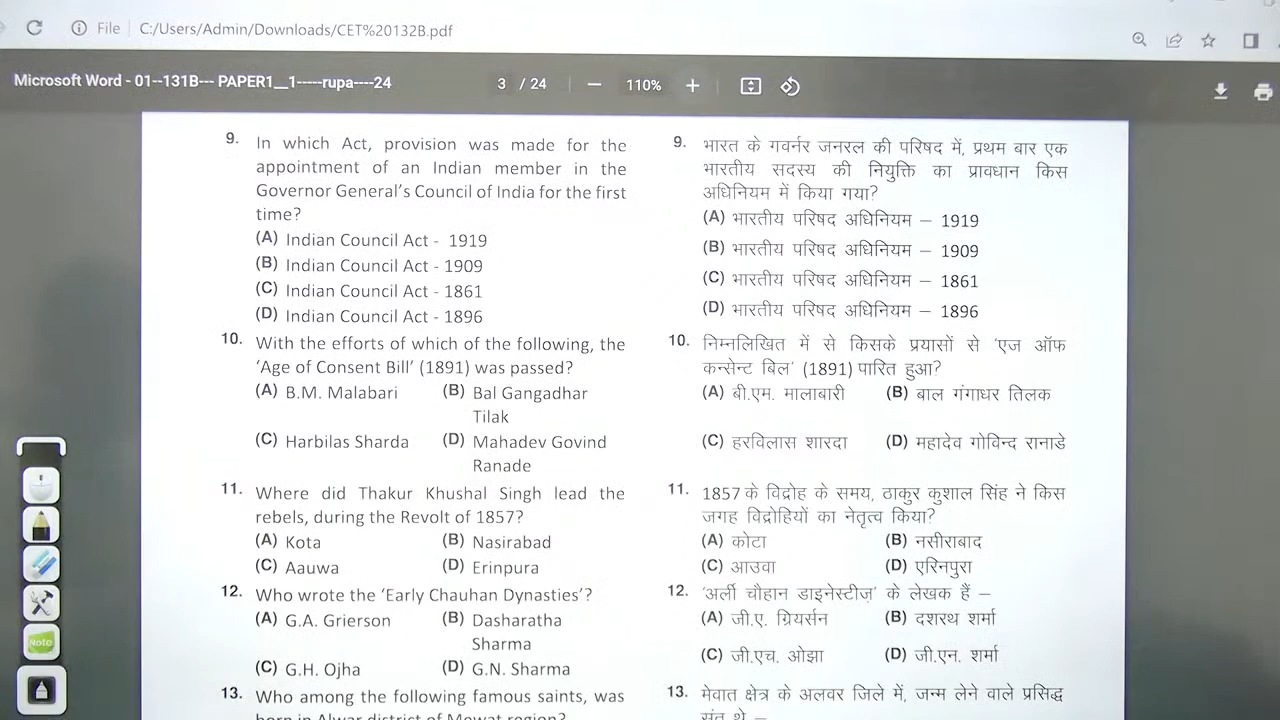 File C:/Users/Admin/Downloads/CET%20132B.pdf
Microsoft Word - 01--131B--- PAPER1__1-----rupa----24
3 / 24
110%
9. In which Act, provision was made for the
appointment of an Indian member in the
Governor General's Council of India for the first
time?
(A) Indian Council Act - 1919
(B) Indian Council Act - 1909
(C) Indian Council Act - 1861
(D) Indian Council Act - 1896
10. With the efforts of which of the following, the
'Age of Consent Bill' (1891) was passed?
(A) B.M. Malabari (B) Bal Gangadhar
Tilak
(C) Harbilas Sharda (D) Mahadev Govind
Ranade
11. Where did Thakur Khushal Singh lead the
rebels, during the Revolt of 1857?
(A) Kota (B) Nasirabad
(C) Aauwa (D) Erinpura
12. Who wrote the 'Early Chauhan Dynasties'?
(A) G.A. Grierson (B) Dasharatha
Sharma
(C) G.H. Ojha (D) G.N. Sharma
13. Who among the following famous saints, was
born in Alwar district of Mewat region?
9. भारत के गवर्नर जनरल की परिषद में, प्रथम बार एक
भारतीय सदस्य की नियुक्ति का प्रावधान किस
अधिनियम में किया गया?
(A) भारतीय परिषद अधिनियम – 1919
(B) भारतीय परिषद अधिनियम – 1909
(C) भारतीय परिषद अधिनियम – 1861
(D) भारतीय परिषद अधिनियम – 1896
10. निम्नलिखित में से किसके प्रयासों से 'एज ऑफ
कन्सेन्ट बिल' (1891) पारित हुआ?
(A) बी.एम. मालाबारी (B) बाल गंगाधर तिलक
(C) हरविलास शारदा (D) महादेव गोविन्द रानाडे
11. 1857 के विद्रोह के समय, ठाकुर कुशाल सिंह ने किस
जगह विद्रोहियों का नेतृत्व किया?
(A) कोटा (B) नसीराबाद
(C) आउवा (D) एरिनपुरा
12. 'अर्ली चौहान डाइनेस्टीज़' के लेखक हैं –
(A) जी.ए. ग्रियर्सन (B) दशरथ शर्मा
(C) जी.एच. ओझा (D) जी.एन. शर्मा
13. मेवात क्षेत्र के अलवर जिले में, जन्म लेने वाले प्रसिद्ध
संत थे –
Note